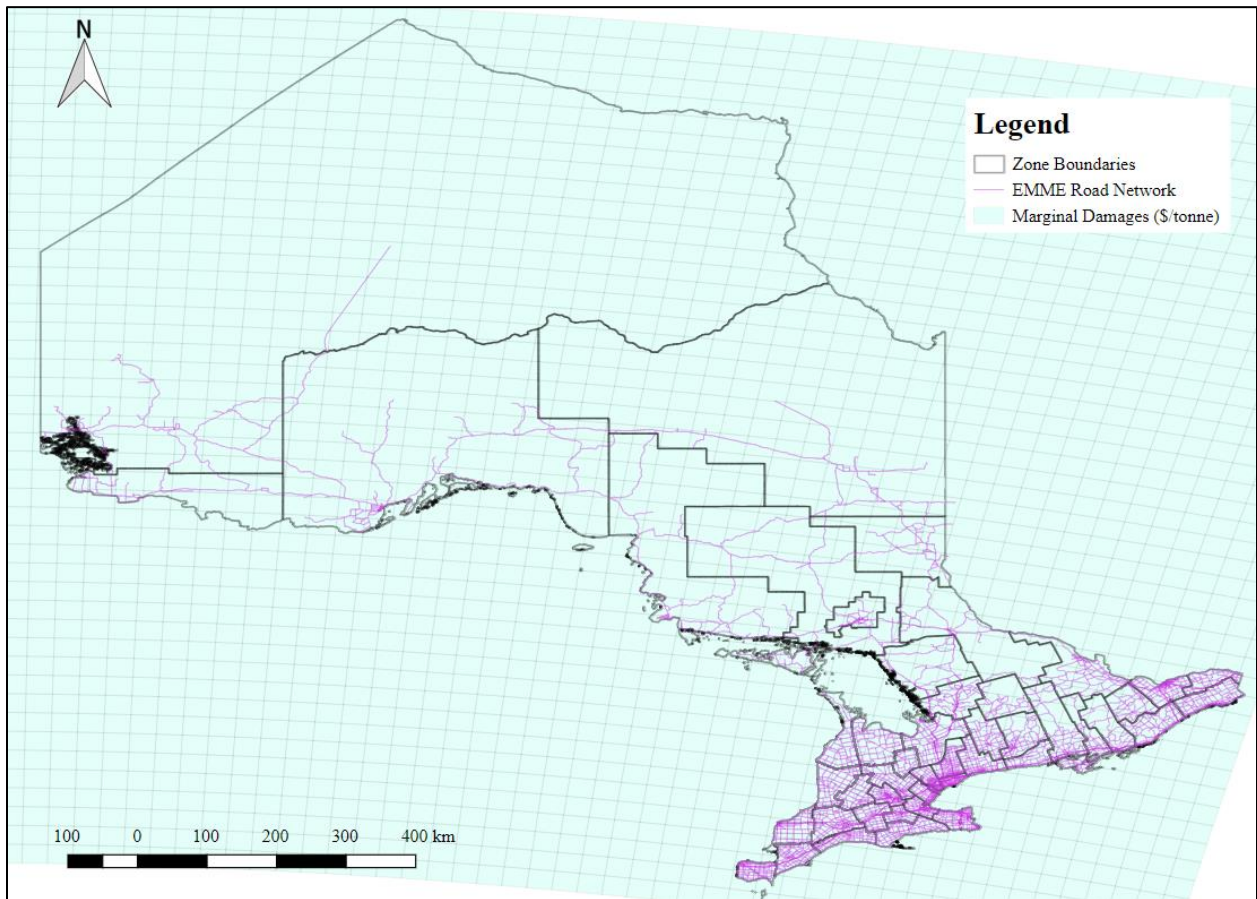 N
Legend
Zone Boundaries
EMME Road Network
Marginal Damages ($/tonne)
100 0 100 200 300 400 km